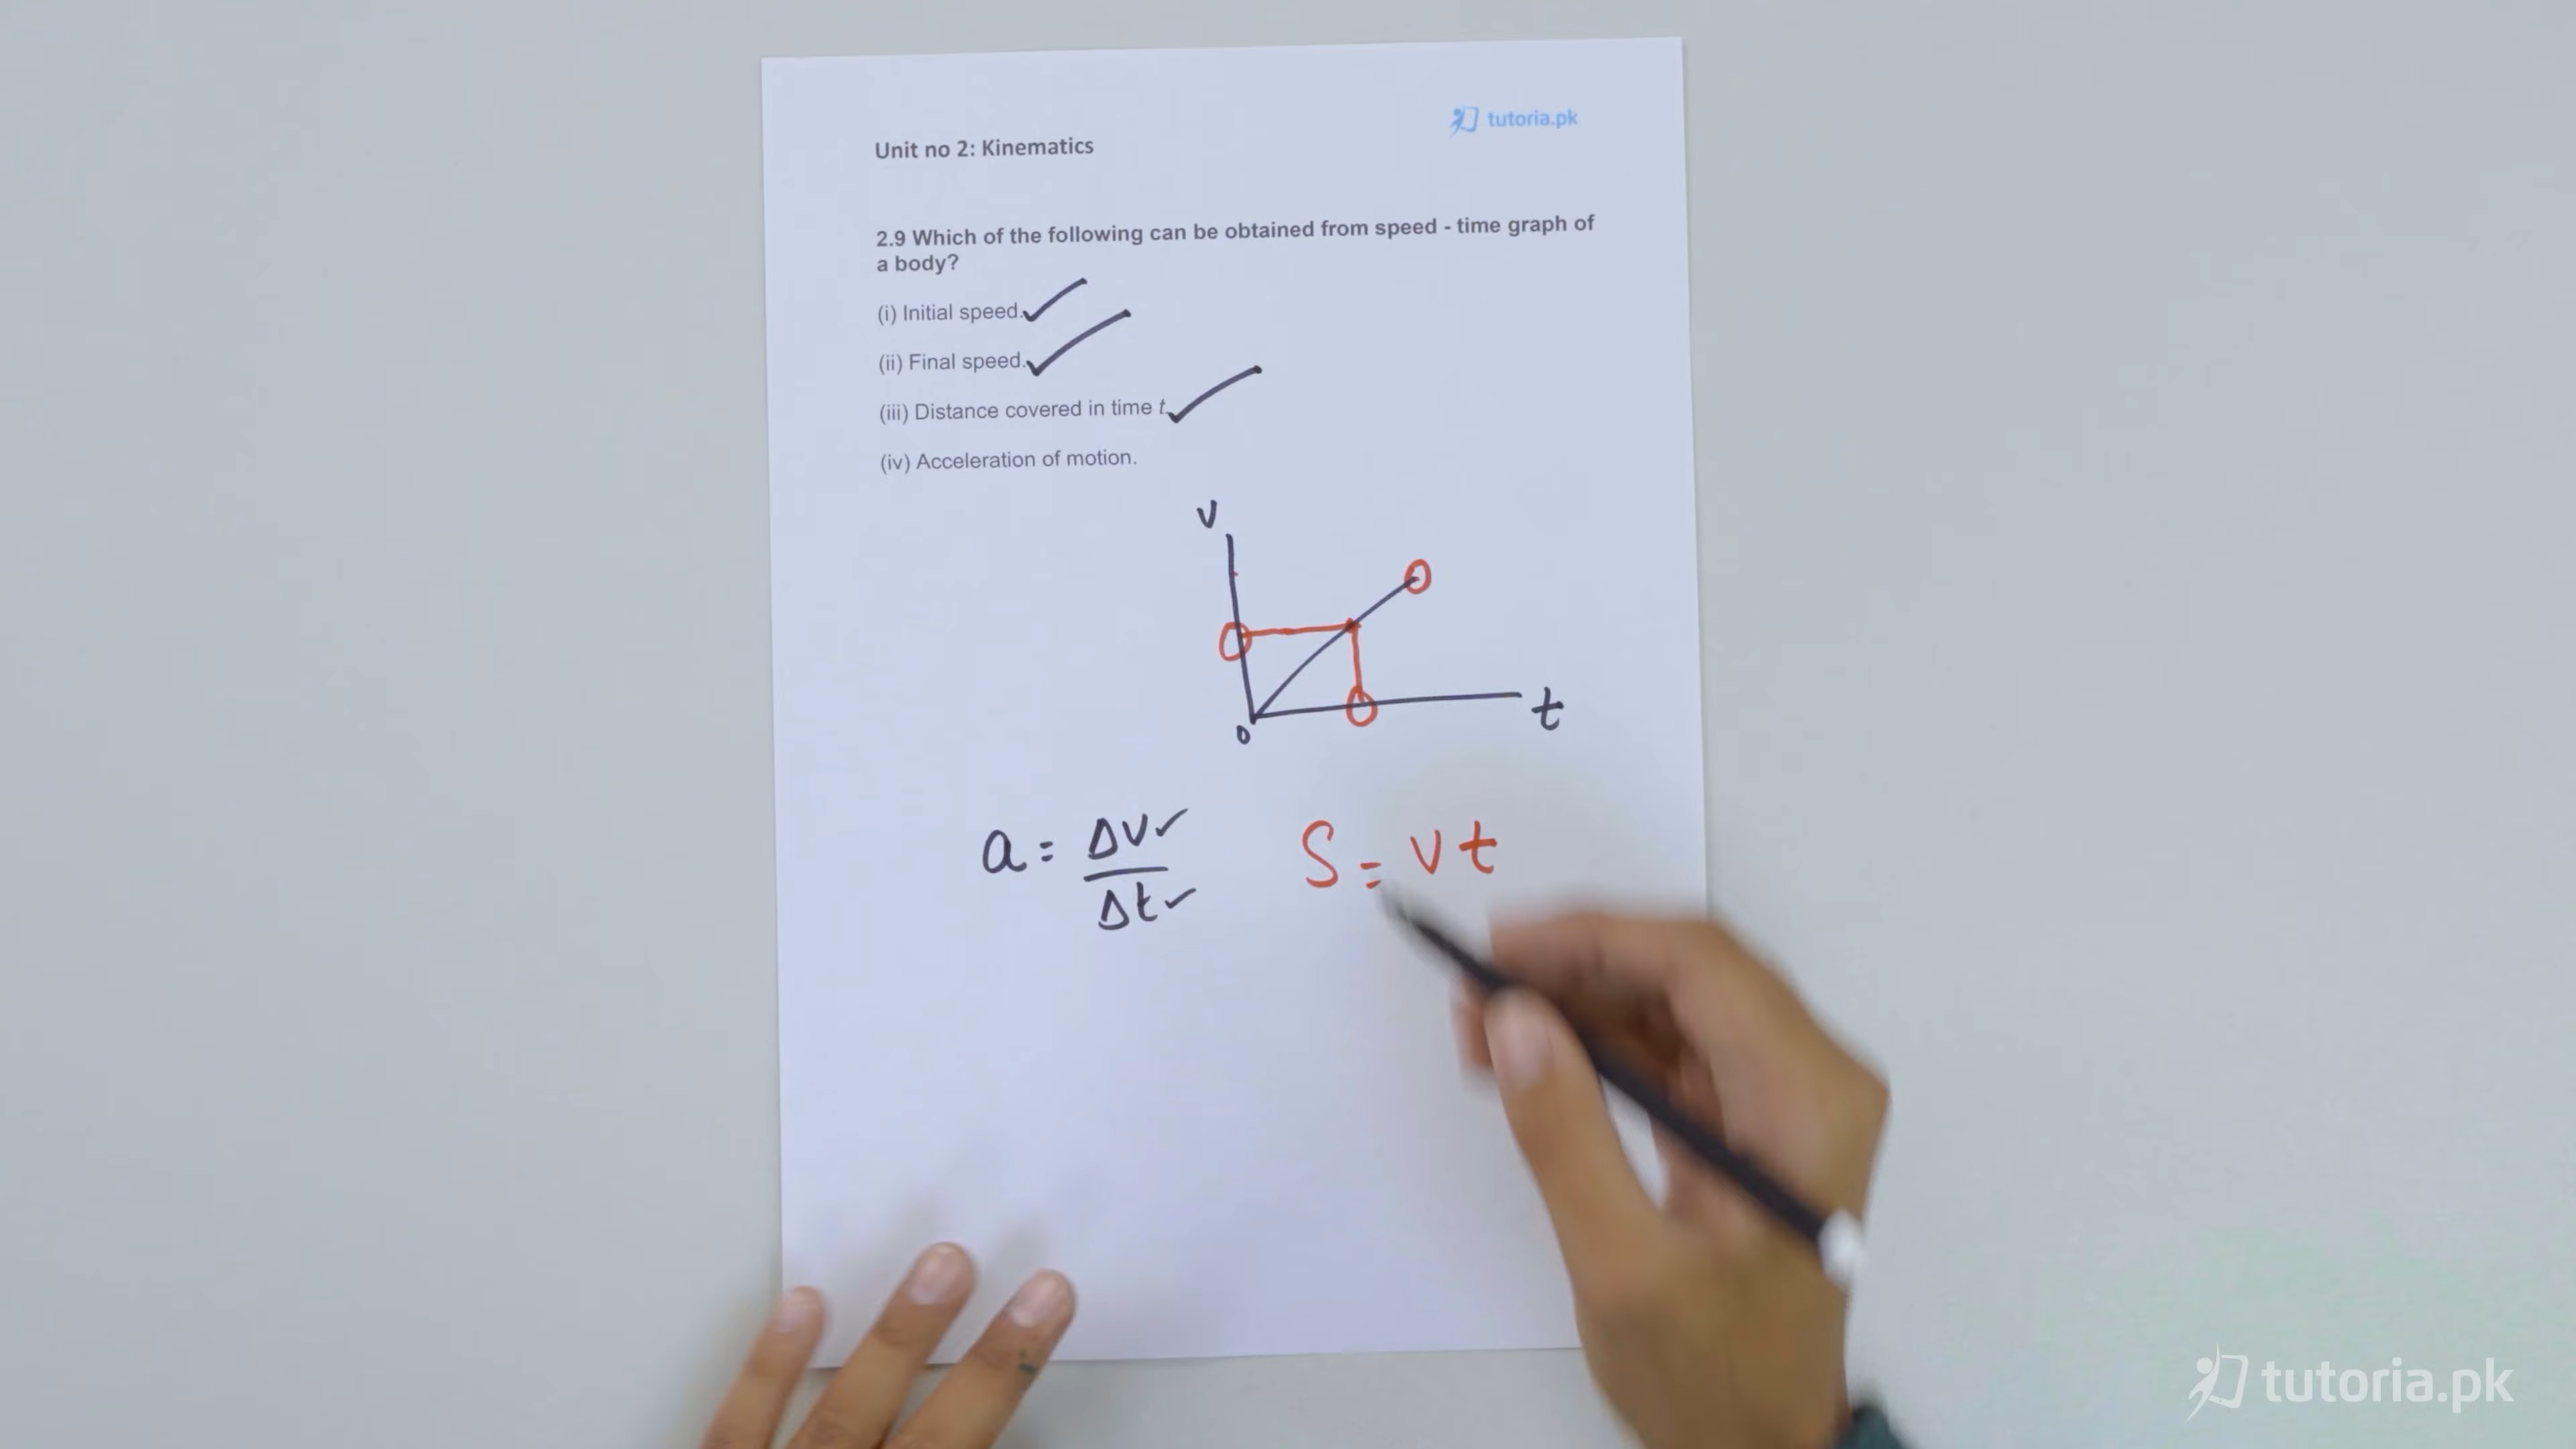 tutoria.pk
Unit no 2: Kinematics
2.9 Which of the following can be obtained from speed - time graph of
a body?
(i) Initial speed.
(ii) Final speed.
(iii) Distance covered in time t.
(iv) Acceleration of motion.
v
0
t
a = Δv
Δt
S = vt
tutoria.pk